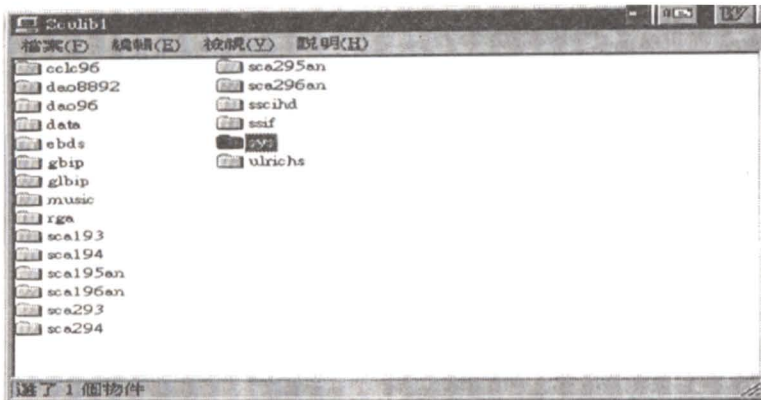 Sculib1
檔案(F) 編輯(E) 檢視(V) 說明(H)
cclc96
dao8892
dao96
data
ebds
gbip
glbip
music
rga
sca193
sca194
sca195an
sca196an
sca293
sca294
sca295an
sca296an
sscihd
ssif
sys
ulrichs
選了 1 個物件